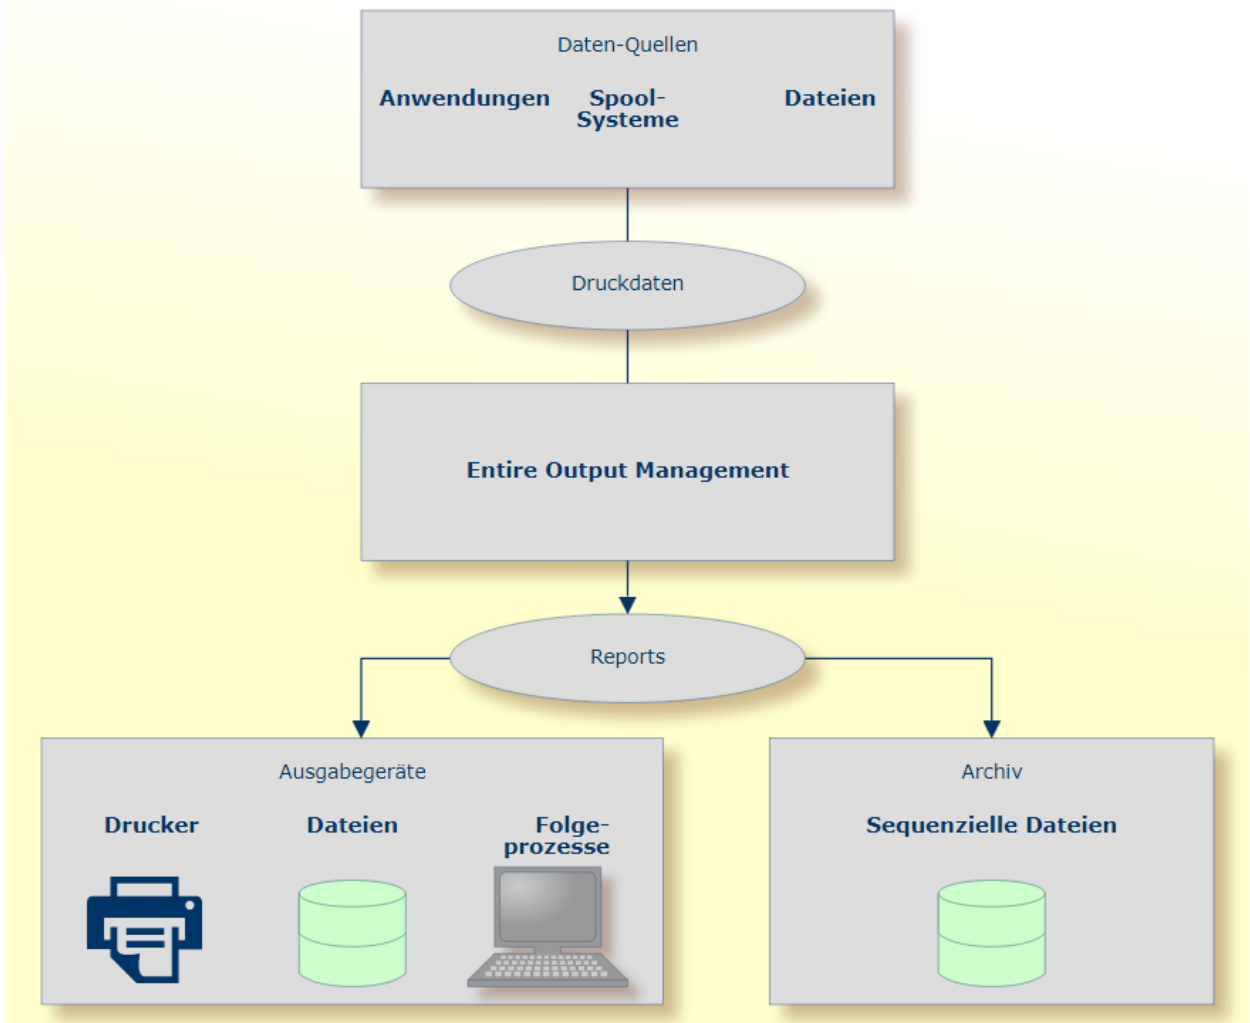 Daten-Quellen
Anwendungen
Spool-
Systeme
Dateien
Druckdaten
Entire Output Management
Reports
Ausgabegeräte
Drucker
Dateien
Folge-
prozesse
Archiv
Sequenzielle Dateien